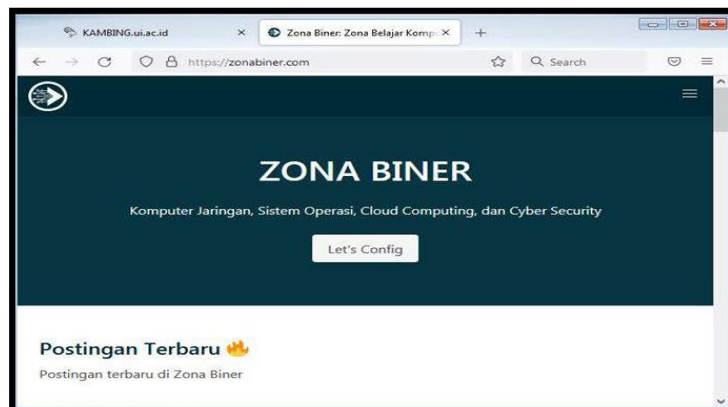 KAMBING.ui.ac.id
Zona Biner: Zona Belajar Komp
https://zonabiner.com
Search
ZONA BINER
Komputer Jaringan, Sistem Operasi, Cloud Computing, dan Cyber Security
Let's Config
Postingan Terbaru 🔥
Postingan terbaru di Zona Biner